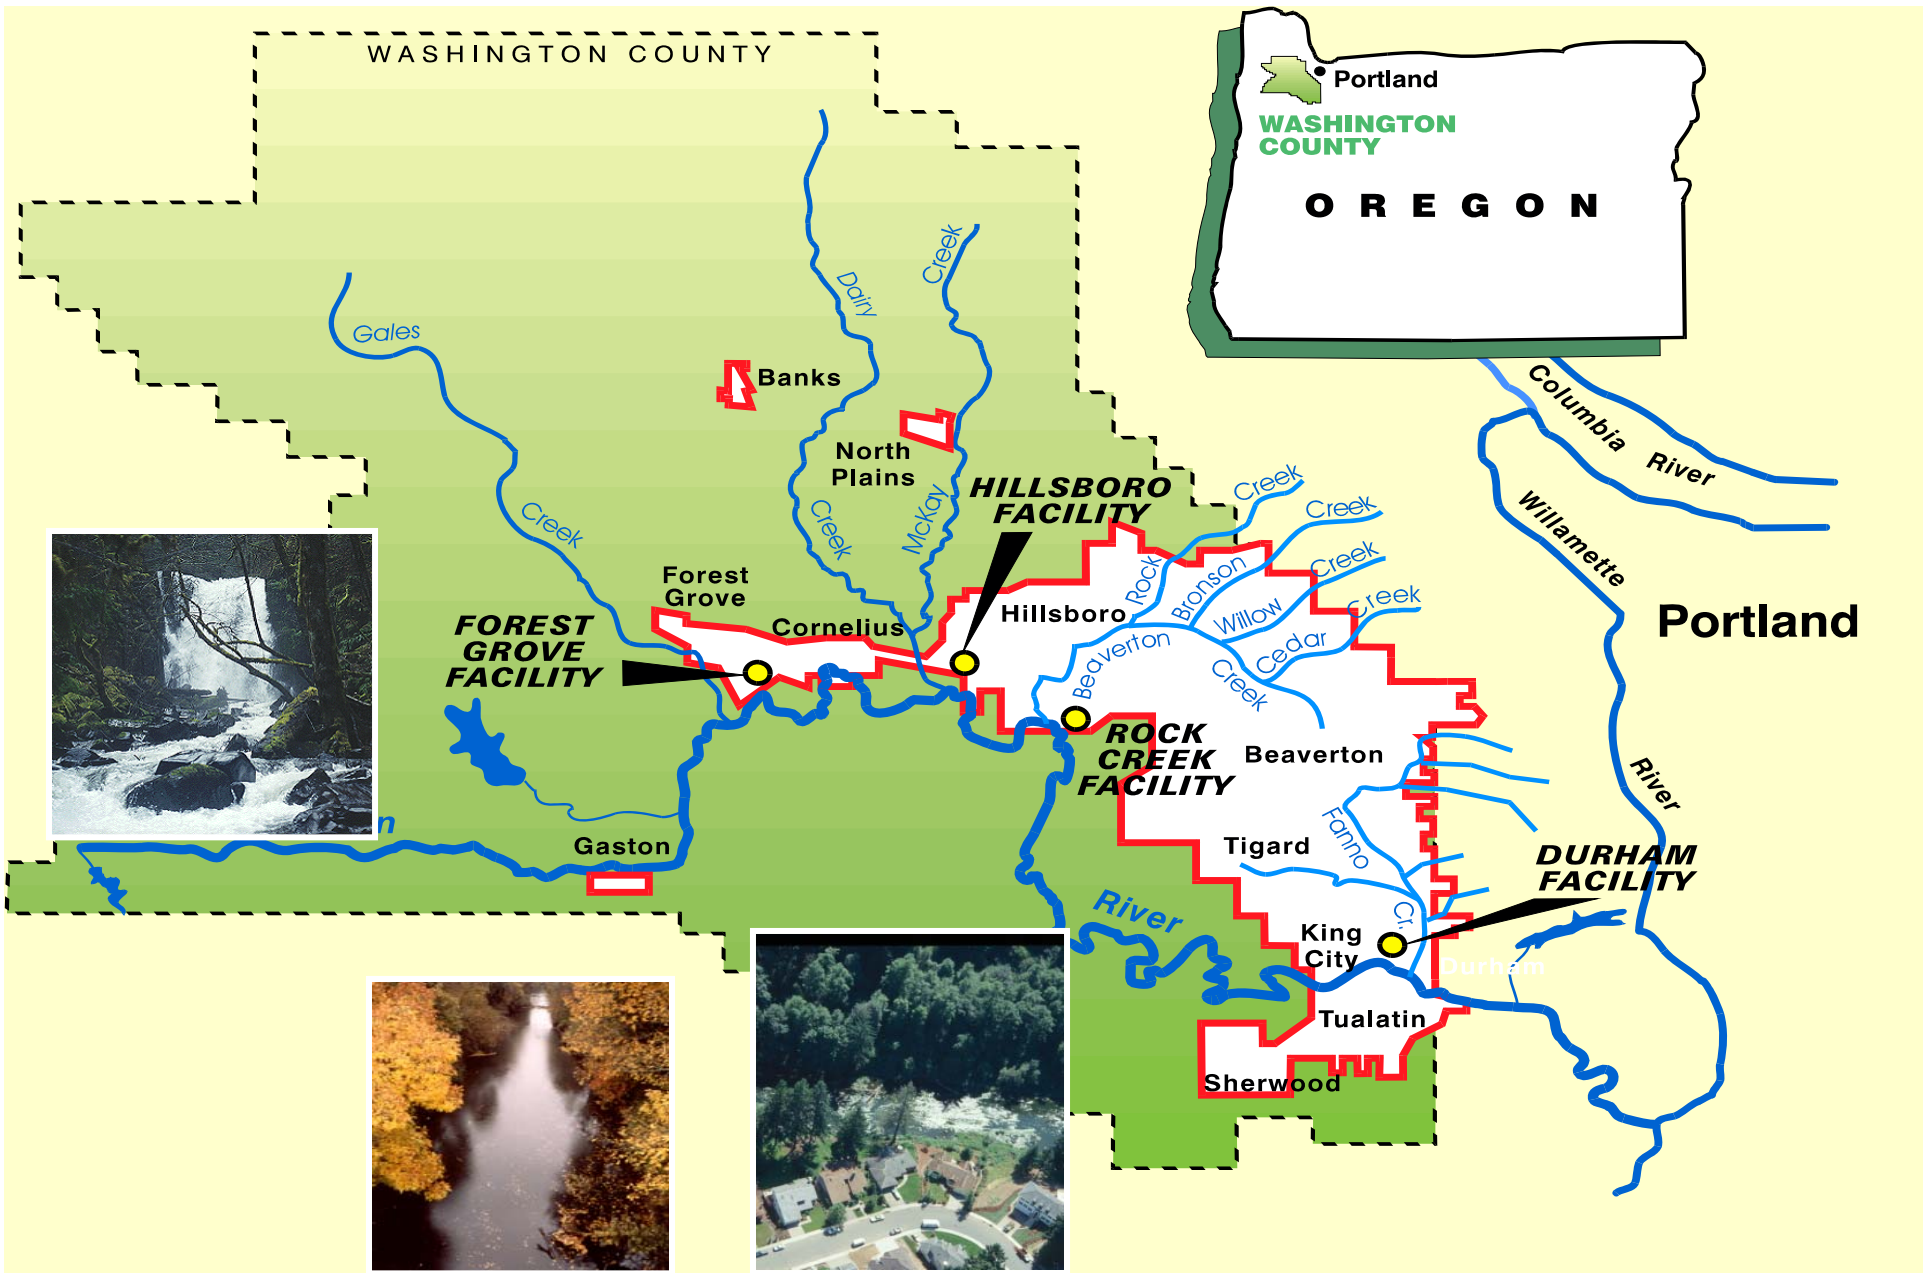 WASHINGTON COUNTY
Portland
WASHINGTON
COUNTY
OREGON
Gales
Creek
Dairy
Creek
Creek
McKay
Banks
North
Plains
HILLSBORO
FACILITY
Columbia
River
Willamette
River
Portland
Forest
Grove
Cornelius
FOREST
GROVE
FACILITY
Hillsboro
Rock
Creek
Bronson
Creek
Willow
Creek
Cedar
Creek
Beaverton
Creek
ROCK
CREEK
FACILITY
Beaverton
Tigard
Fanno
Cr.
DURHAM
FACILITY
Gaston
n
River
King
City
Durham
Tualatin
Sherwood